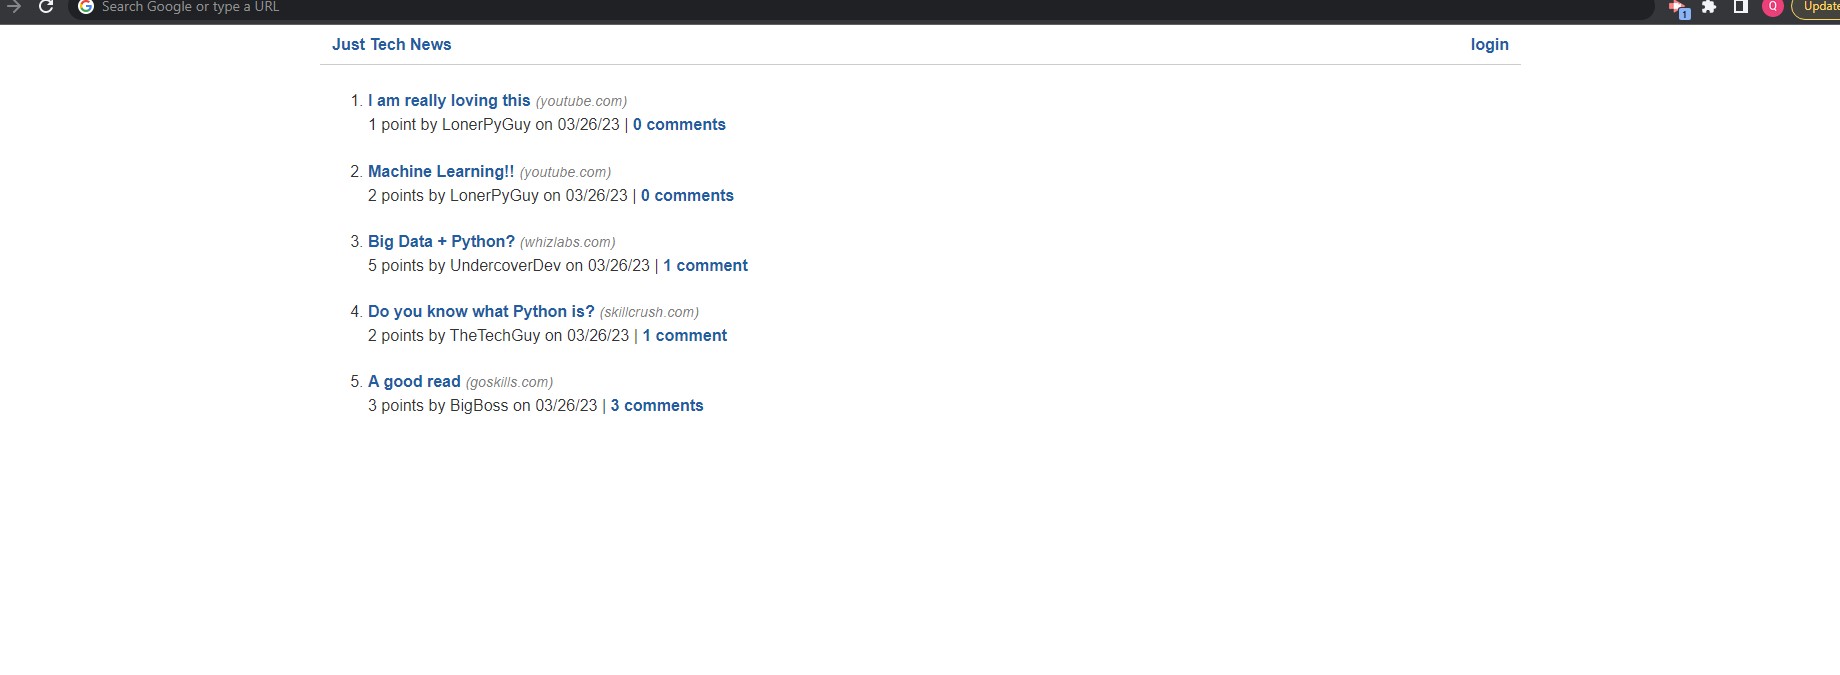 Search Google or type a URL
1
Q
Update
Just Tech News
login
1. I am really loving this (youtube.com)
1 point by LonerPyGuy on 03/26/23 | 0 comments
2. Machine Learning!! (youtube.com)
2 points by LonerPyGuy on 03/26/23 | 0 comments
3. Big Data + Python? (whizlabs.com)
5 points by UndercoverDev on 03/26/23 | 1 comment
4. Do you know what Python is? (skillcrush.com)
2 points by TheTechGuy on 03/26/23 | 1 comment
5. A good read (goskills.com)
3 points by BigBoss on 03/26/23 | 3 comments